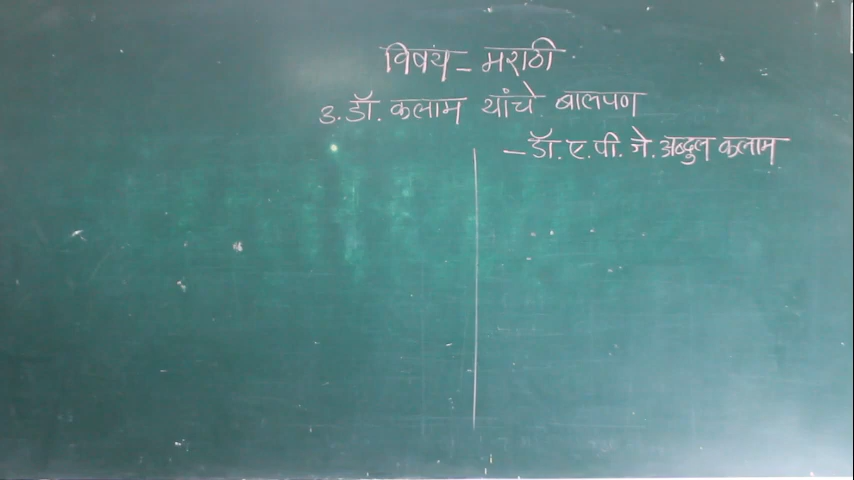 विषय - मराठी
३. डॉ. कलाम यांचे बालपण
- डॉ. ए. पी. जे. अब्दुल कलाम